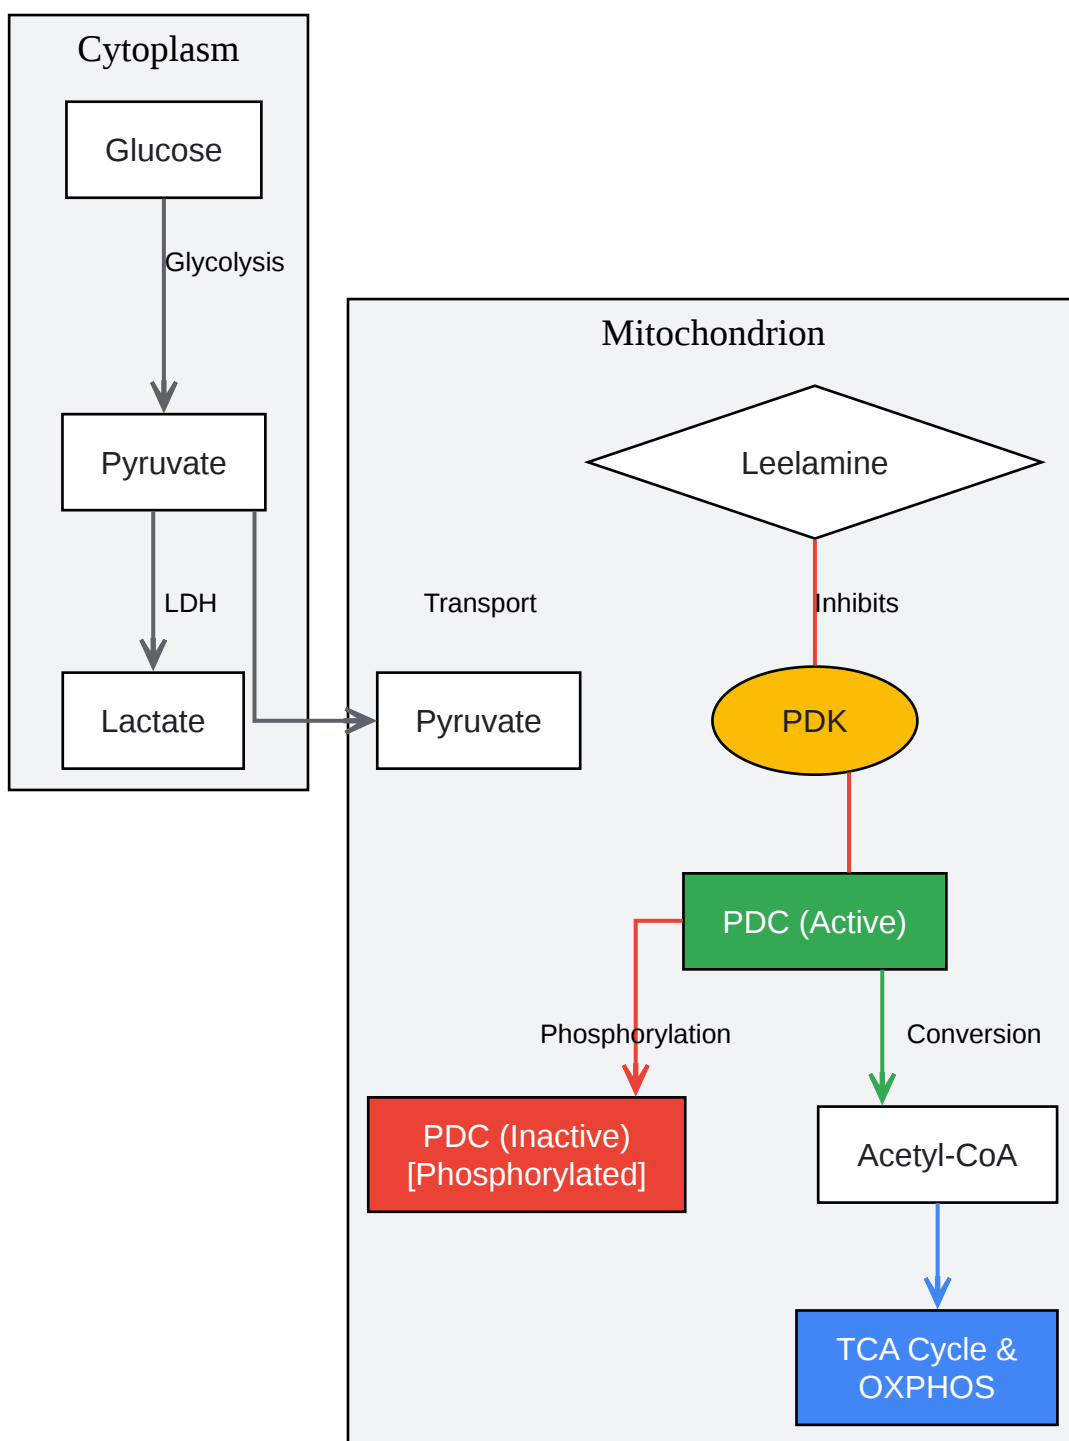 Cytoplasm
Glucose
Glycolysis
Pyruvate
LDH
Lactate
Mitochondrion
Leelamine
Transport
Inhibits
Pyruvate
PDK
PDC (Active)
Phosphorylation
Conversion
PDC (Inactive)
[Phosphorylated]
Acetyl-CoA
TCA Cycle &
OXPHOS